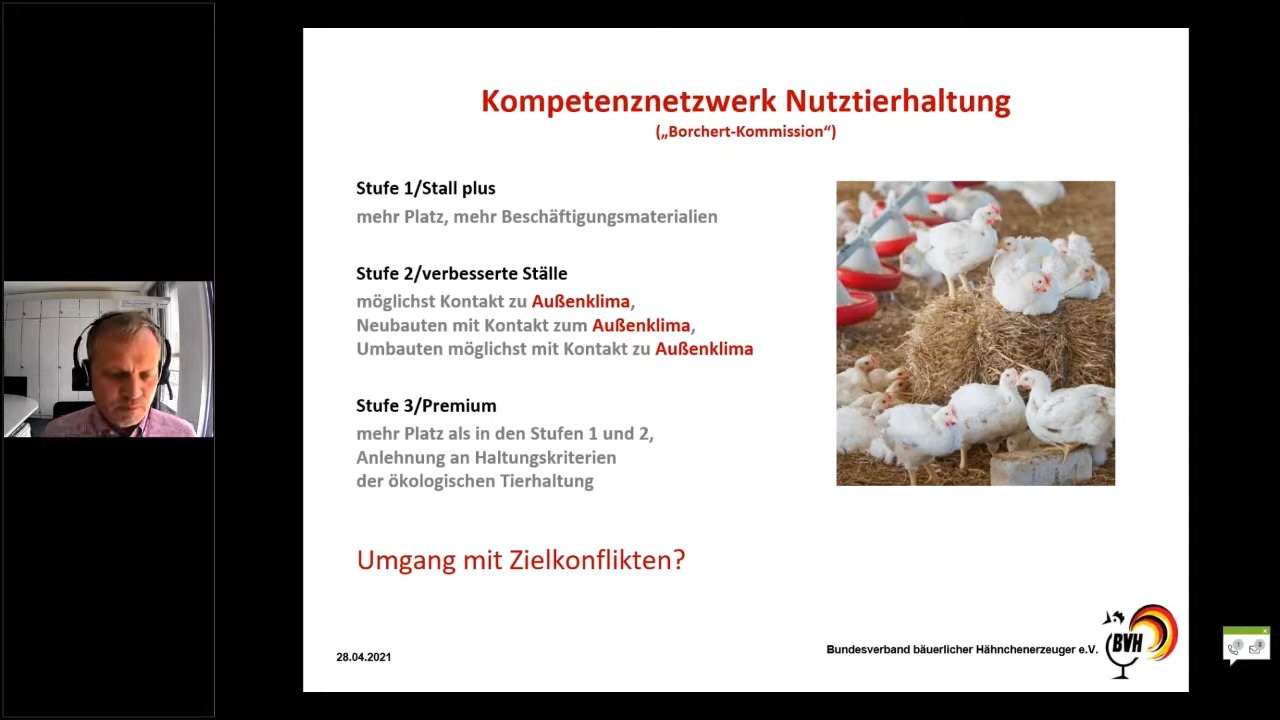 Kompetenznetzwerk Nutztierhaltung
(„Borchert-Kommission“)
Stufe 1/Stall plus
mehr Platz, mehr Beschäftigungsmaterialien
Stufe 2/verbesserte Ställe
möglichst Kontakt zu Außenklima,
Neubauten mit Kontakt zum Außenklima,
Umbauten möglichst mit Kontakt zu Außenklima
Stufe 3/Premium
mehr Platz als in den Stufen 1 und 2,
Anlehnung an Haltungskriterien
der ökologischen Tierhaltung
Umgang mit Zielkonflikten?
28.04.2021
Bundesverband bäuerlicher Hähnchenerzeuger e.V.
BVH